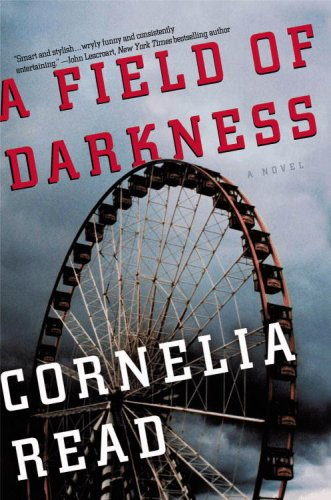 "Smart and stylish...wryly funny and consistently
entertaining." —John Lescroart, New York Times bestselling author
A FIELD OF
DARKNESS
A NOVEL
CORNELIA
READ